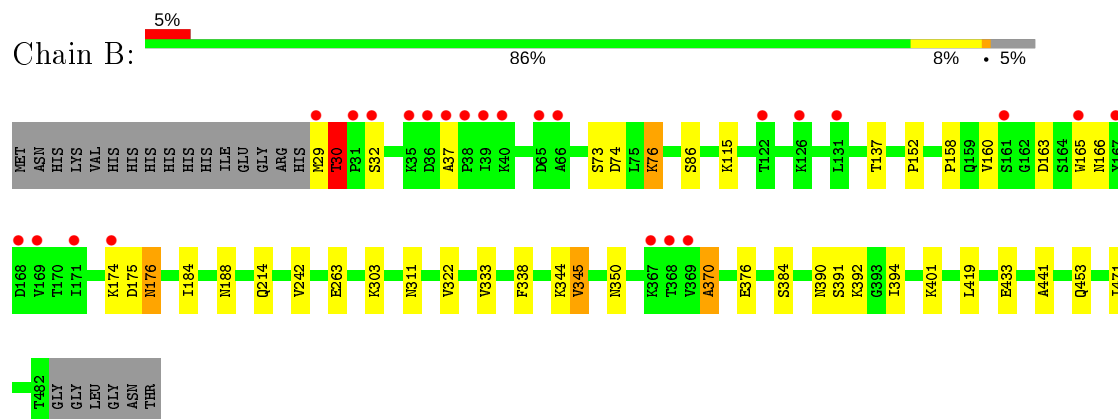 5%
Chain B:
86% 8% • 5%
MET ASN HIS LYS VAL HIS HIS HIS HIS HIS HIS ILE GLU GLY ARG HIS M29 T30 P31 S32 K35 D36 A37 P38 I39 K40 D65 A66 S73 D74 L75 K76 S86 K115 T122 K126 L131 T137 P152 P158 Q159 V160 S161 G162 D163 S164 W165 N166 Y167
D168 V169 T170 I171 K174 D175 N176 I184 N188 Q214 V242 E263 K303 N311 V322 V333 F338 K344 V345 N350 K367 T368 V369 A370 E376 S384 N390 S391 K392 G393 I394 K401 L419 E433 A441 Q453
T482 GLY GLY LEU GLY ASN THR